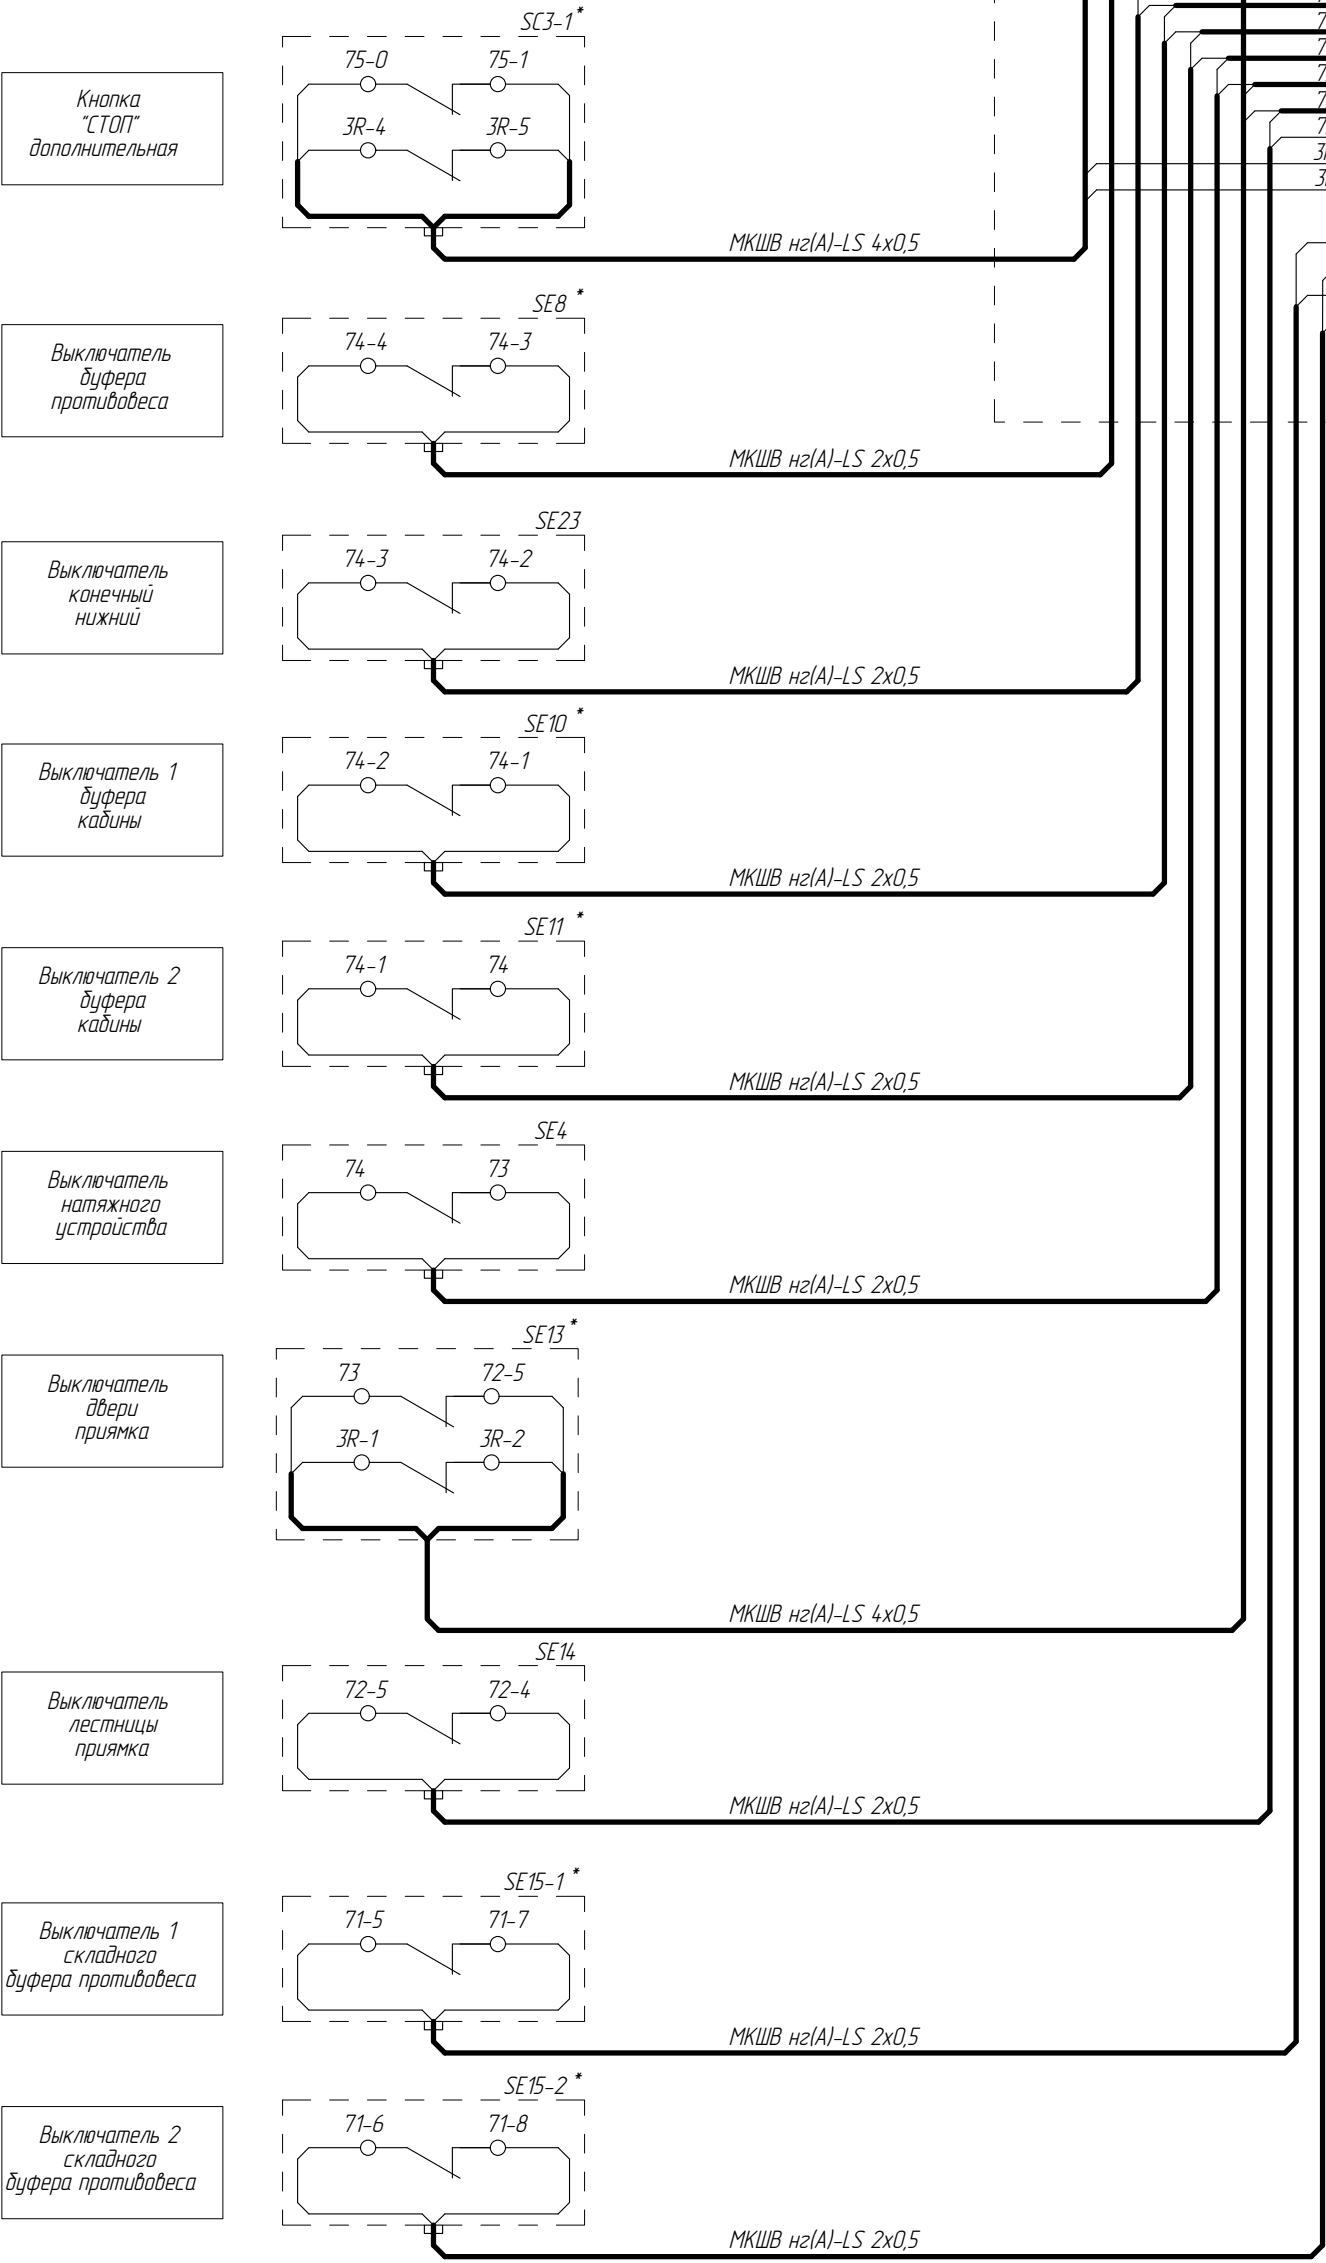 SC3-1*
75-0 75-1
Кнопка
"СТОП"
дополнительная
3R-4 3R-5
МКШВ нг(А)-LS 4х0,5
SE8 *
74-4 74-3
Выключатель
буфера
противовеса
МКШВ нг(А)-LS 2х0,5
SE23
74-3 74-2
Выключатель
конечный
нижний
МКШВ нг(А)-LS 2х0,5
SE10 *
74-2 74-1
Выключатель 1
буфера
кабины
МКШВ нг(А)-LS 2х0,5
SE11 *
74-1 74
Выключатель 2
буфера
кабины
МКШВ нг(А)-LS 2х0,5
SE4
74 73
Выключатель
натяжного
устройства
МКШВ нг(А)-LS 2х0,5
SE13 *
73 72-5
Выключатель
двери
приямка
3R-1 3R-2
МКШВ нг(А)-LS 4х0,5
SE14
72-5 72-4
Выключатель
лестницы
приямка
МКШВ нг(А)-LS 2х0,5
SE15-1 *
71-5 71-7
Выключатель 1
складного
буфера противовеса
МКШВ нг(А)-LS 2х0,5
SE15-2 *
71-6 71-8
Выключатель 2
складного
буфера противовеса
МКШВ нг(А)-LS 2х0,5